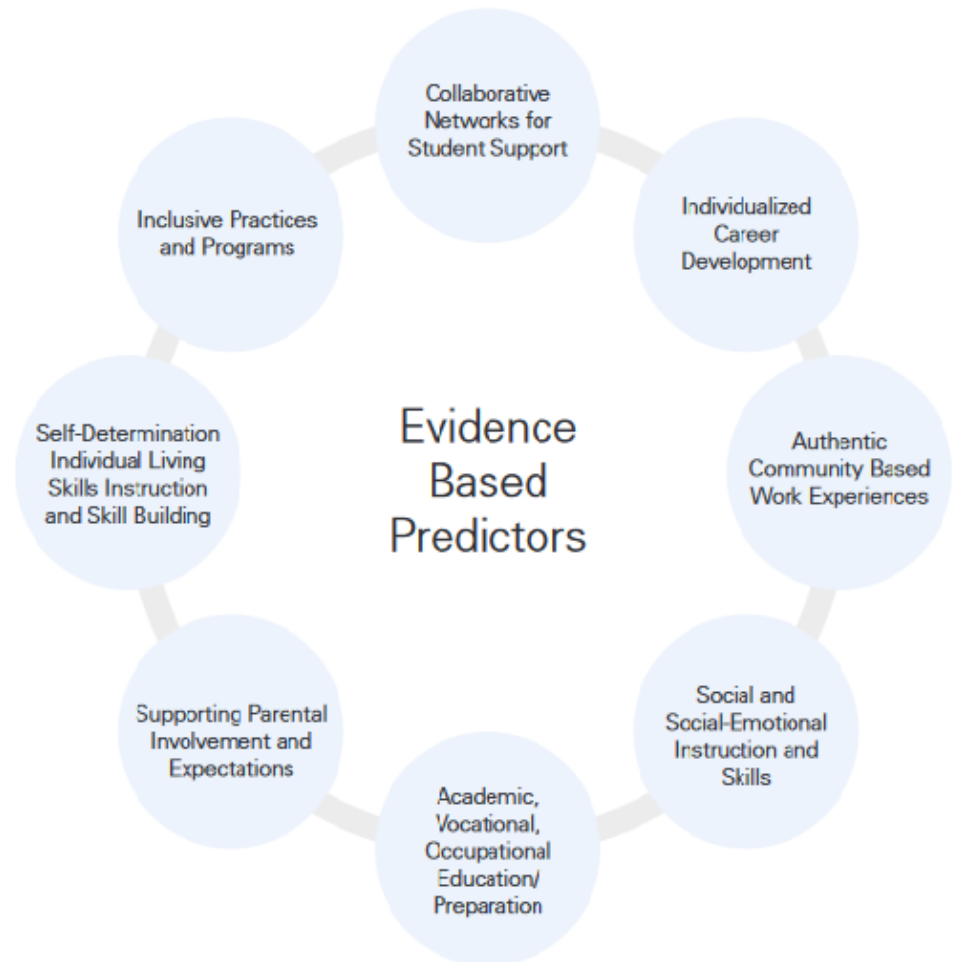 Collaborative
Networks for
Student Support
Individualized
Career
Development
Authentic
Community Based
Work Experiences
Social and
Social-Emotional
Instruction and
Skills
Academic,
Vocational,
Occupational
Education/
Preparation
Supporting Parental
Involvement and
Expectations
Self-Determination
Individual Living
Skills Instruction
and Skill Building
Inclusive Practices
and Programs
Evidence
Based
Predictors